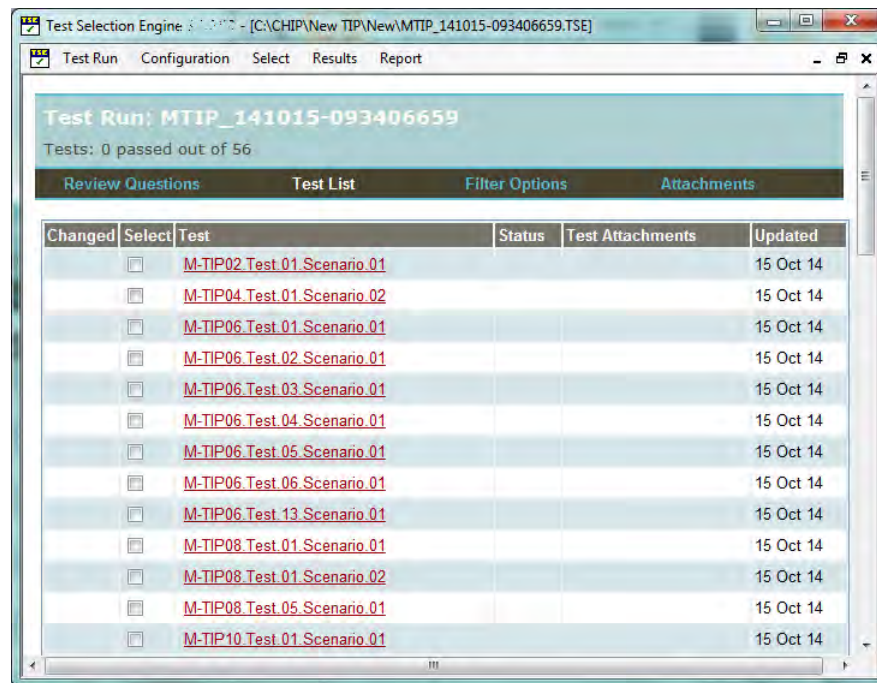 Test Selection Engine - [C:\CHIP\New TIP\New\MTIP_141015-093406659.TSE]
Test Run Configuration Select Results Report
Test Run: MTIP_141015-093406659
Tests: 0 passed out of 56
Review Questions Test List Filter Options Attachments
Changed Select Test Status Test Attachments Updated
M-TIP02.Test.01.Scenario.01 15 Oct 14
M-TIP04.Test.01.Scenario.02 15 Oct 14
M-TIP06.Test.01.Scenario.01 15 Oct 14
M-TIP06.Test.02.Scenario.01 15 Oct 14
M-TIP06.Test.03.Scenario.01 15 Oct 14
M-TIP06.Test.04.Scenario.01 15 Oct 14
M-TIP06.Test.05.Scenario.01 15 Oct 14
M-TIP06.Test.06.Scenario.01 15 Oct 14
M-TIP06.Test.13.Scenario.01 15 Oct 14
M-TIP08.Test.01.Scenario.01 15 Oct 14
M-TIP08.Test.01.Scenario.02 15 Oct 14
M-TIP08.Test.05.Scenario.01 15 Oct 14
M-TIP10.Test.01.Scenario.01 15 Oct 14